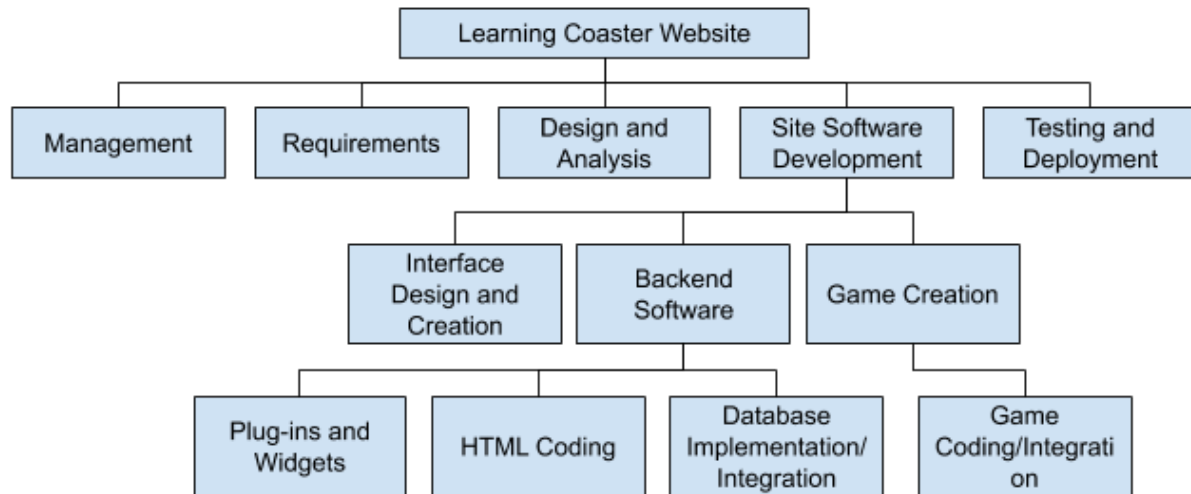 Learning Coaster Website
Management
Requirements
Design and
Analysis
Site Software
Development
Testing and
Deployment
Interface
Design and
Creation
Backend
Software
Game Creation
Plug-ins and
Widgets
HTML Coding
Database
Implementation/
Integration
Game
Coding/Integrati
on